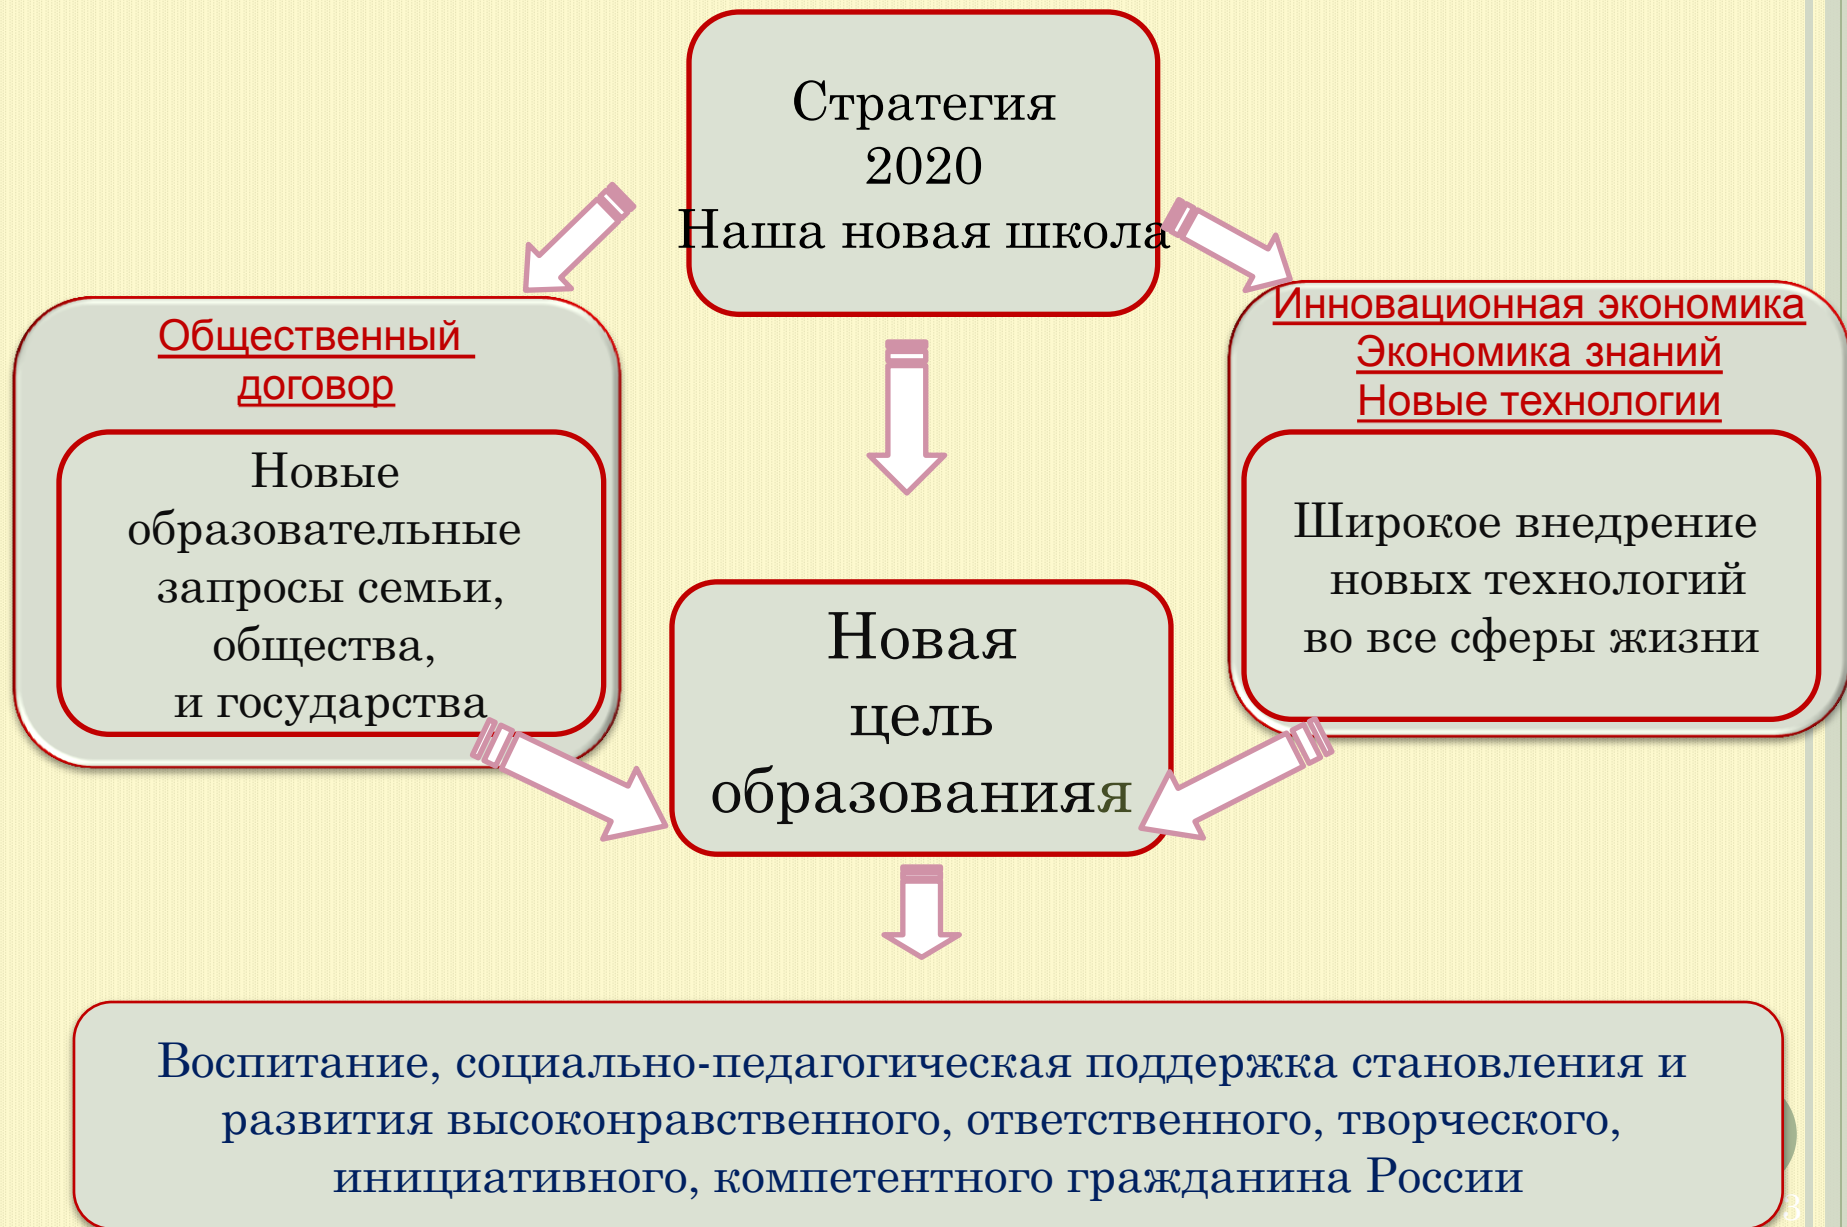 Стратегия
2020
Наша новая школа
Общественный
договор
Новые
образовательные
запросы семьи,
общества,
и государства
Инновационная экономика
Экономика знаний
Новые технологии
Широкое внедрение
новых технологий
во все сферы жизни
Новая
цель
образованияя
Воспитание, социально-педагогическая поддержка становления и
развития высоконравственного, ответственного, творческого,
инициативного, компетентного гражданина России
3